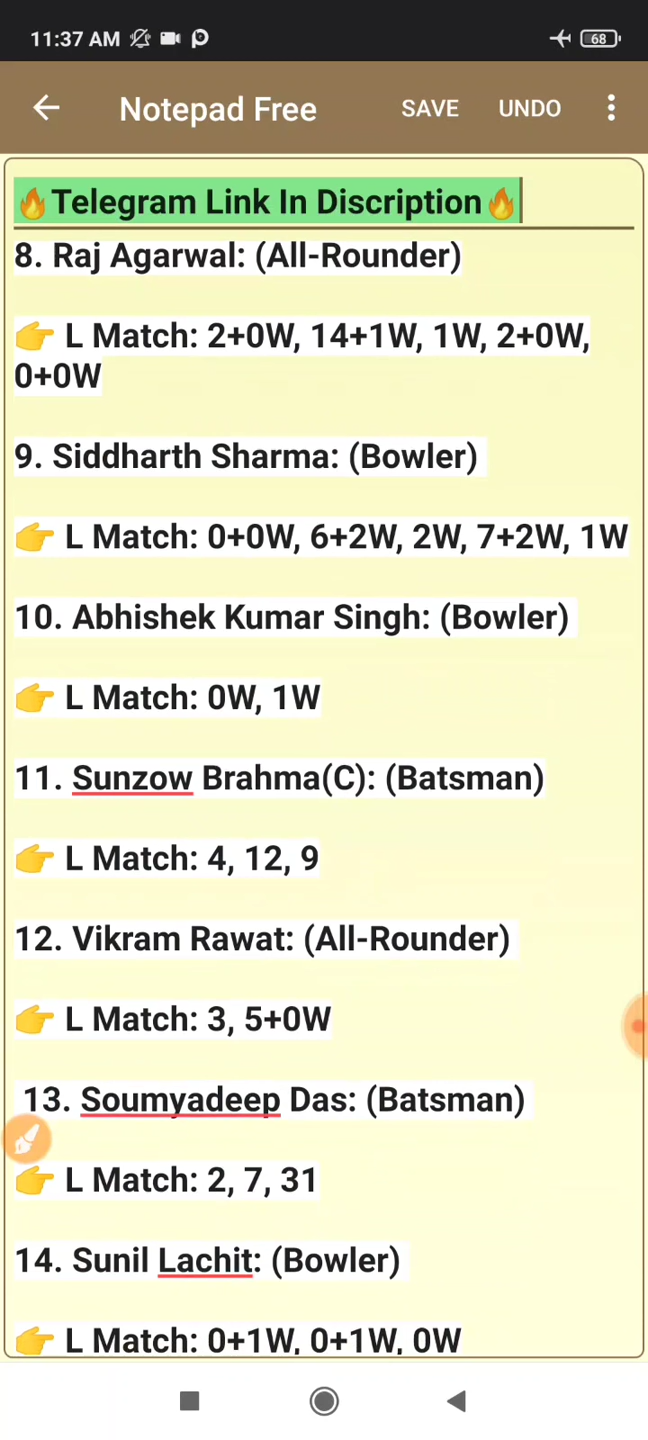 11:37 AM
68
Notepad Free SAVE UNDO
🔥Telegram Link In Discription🔥
8. Raj Agarwal: (All-Rounder)
👉 L Match: 2+0W, 14+1W, 1W, 2+0W,
0+0W
9. Siddharth Sharma: (Bowler)
👉 L Match: 0+0W, 6+2W, 2W, 7+2W, 1W
10. Abhishek Kumar Singh: (Bowler)
👉 L Match: 0W, 1W
11. Sunzow Brahma(C): (Batsman)
👉 L Match: 4, 12, 9
12. Vikram Rawat: (All-Rounder)
👉 L Match: 3, 5+0W
13. Soumyadeep Das: (Batsman)
👉 L Match: 2, 7, 31
14. Sunil Lachit: (Bowler)
👉 L Match: 0+1W, 0+1W, 0W